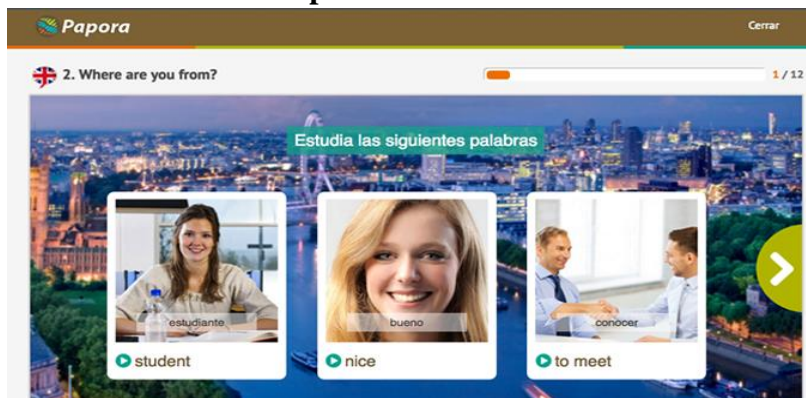 Papora
Cerrar
2. Where are you from?
1 / 12
Estudia las siguientes palabras
estudiante
bueno
conocer
student
nice
to meet